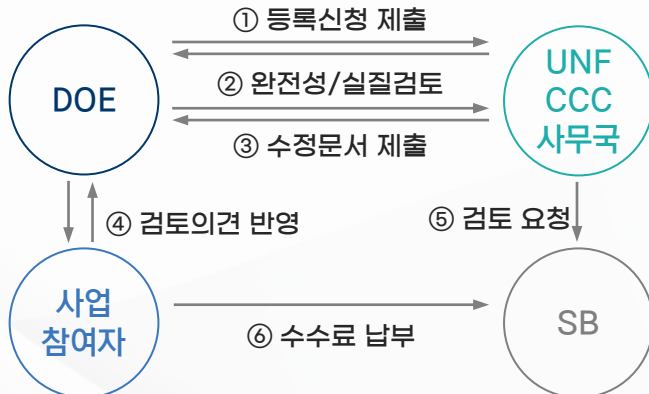 ① 등록신청 제출
DOE
② 완전성/실질검토
UNF
CCC
사무국
③ 수정문서 제출
④ 검토의견 반영
⑤ 검토 요청
사업
참여자
⑥ 수수료 납부
SB